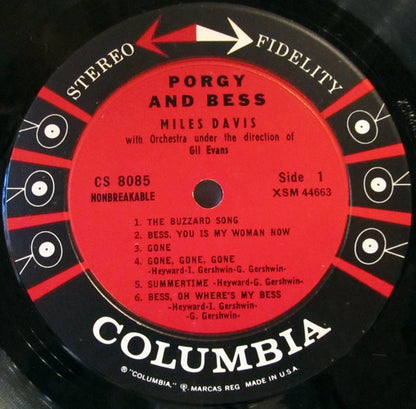 STEREO FIDELITY
PORGY
AND BESS
MILES DAVIS
with Orchestra under the direction of
Gil Evans
CS 8085 Side 1
NONBREAKABLE XSM 44663
1. THE BUZZARD SONG
2. BESS, YOU IS MY WOMAN NOW
3. GONE
4. GONE, GONE, GONE
-Heyward-I. Gershwin-G. Gershwin-
5. SUMMERTIME -Heyward-G. Gershwin-
6. BESS, OH WHERE'S MY BESS
-Heyward-I. Gershwin-
-G. Gershwin-
COLUMBIA
® "COLUMBIA," ®, MARCAS REG MADE IN U.S.A.